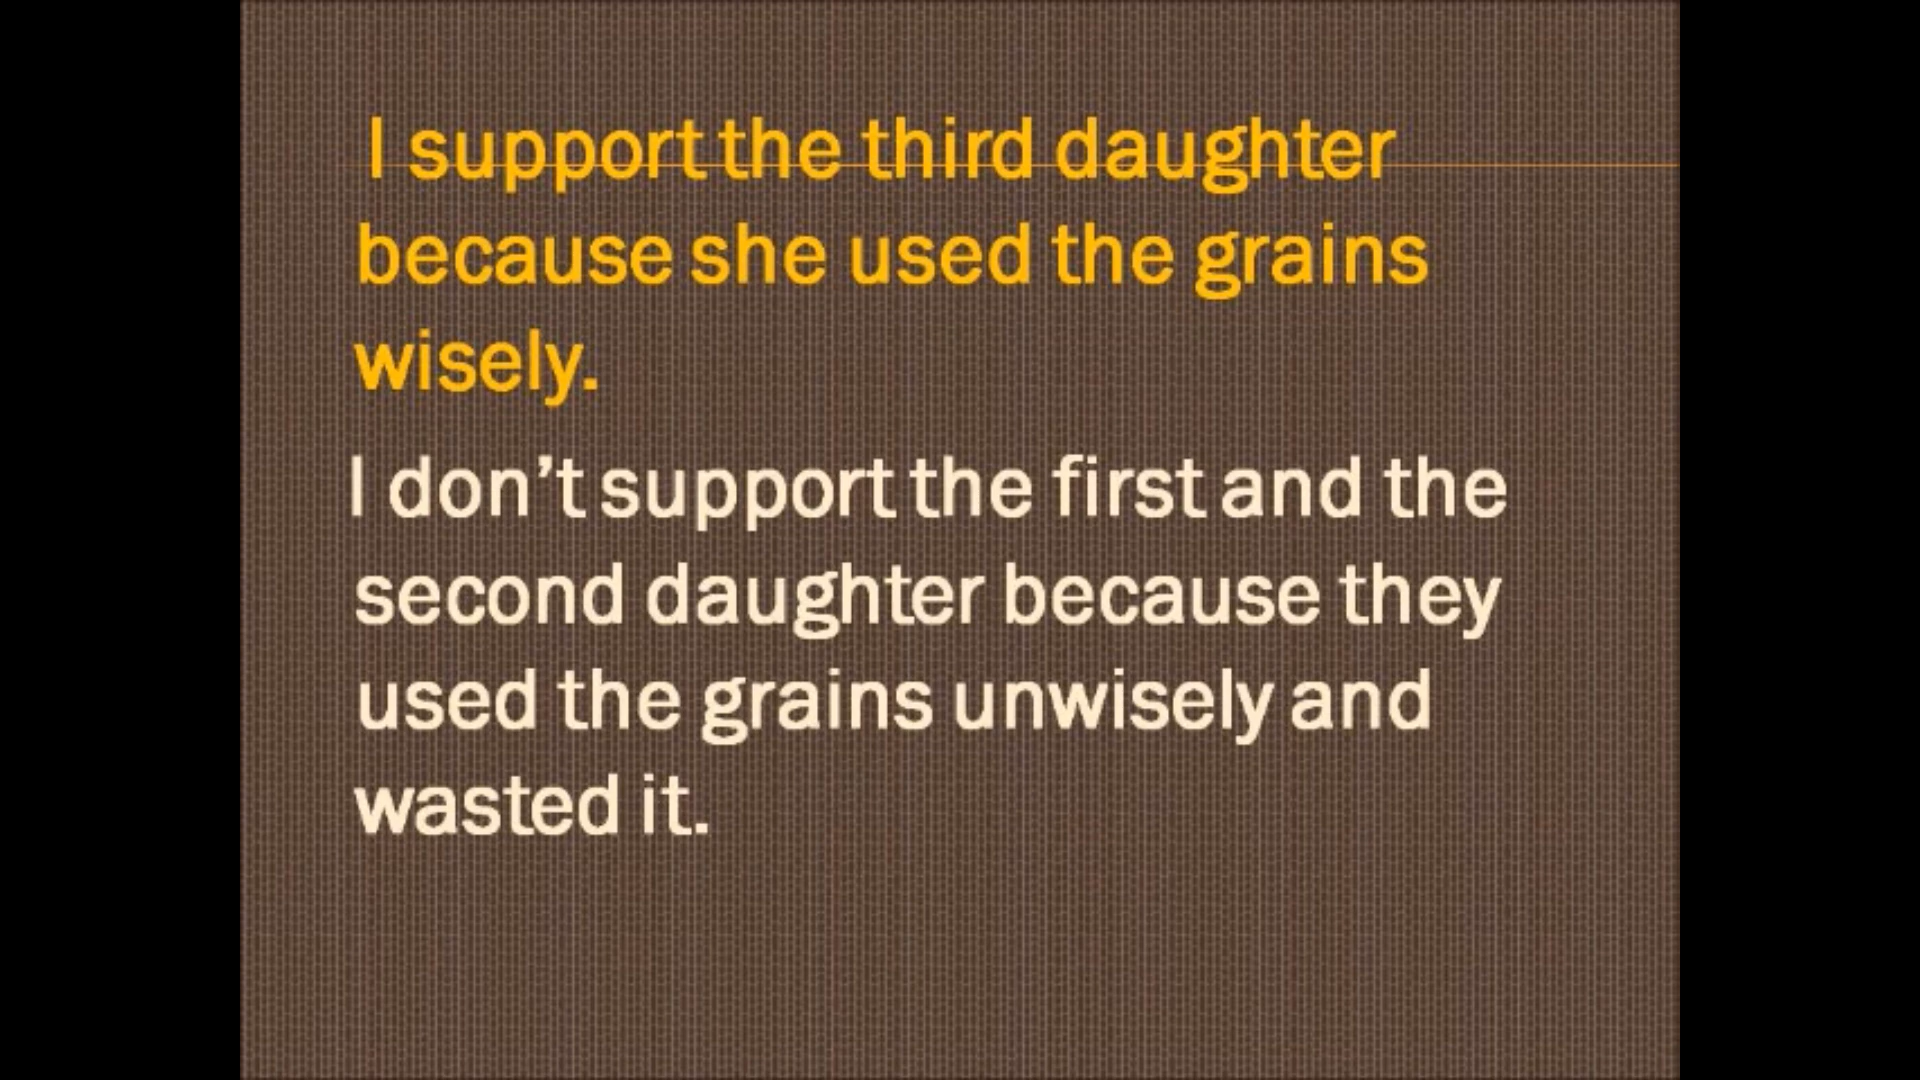 I support the third daughter
because she used the grains
wisely.
I don’t support the first and the
second daughter because they
used the grains unwisely and
wasted it.